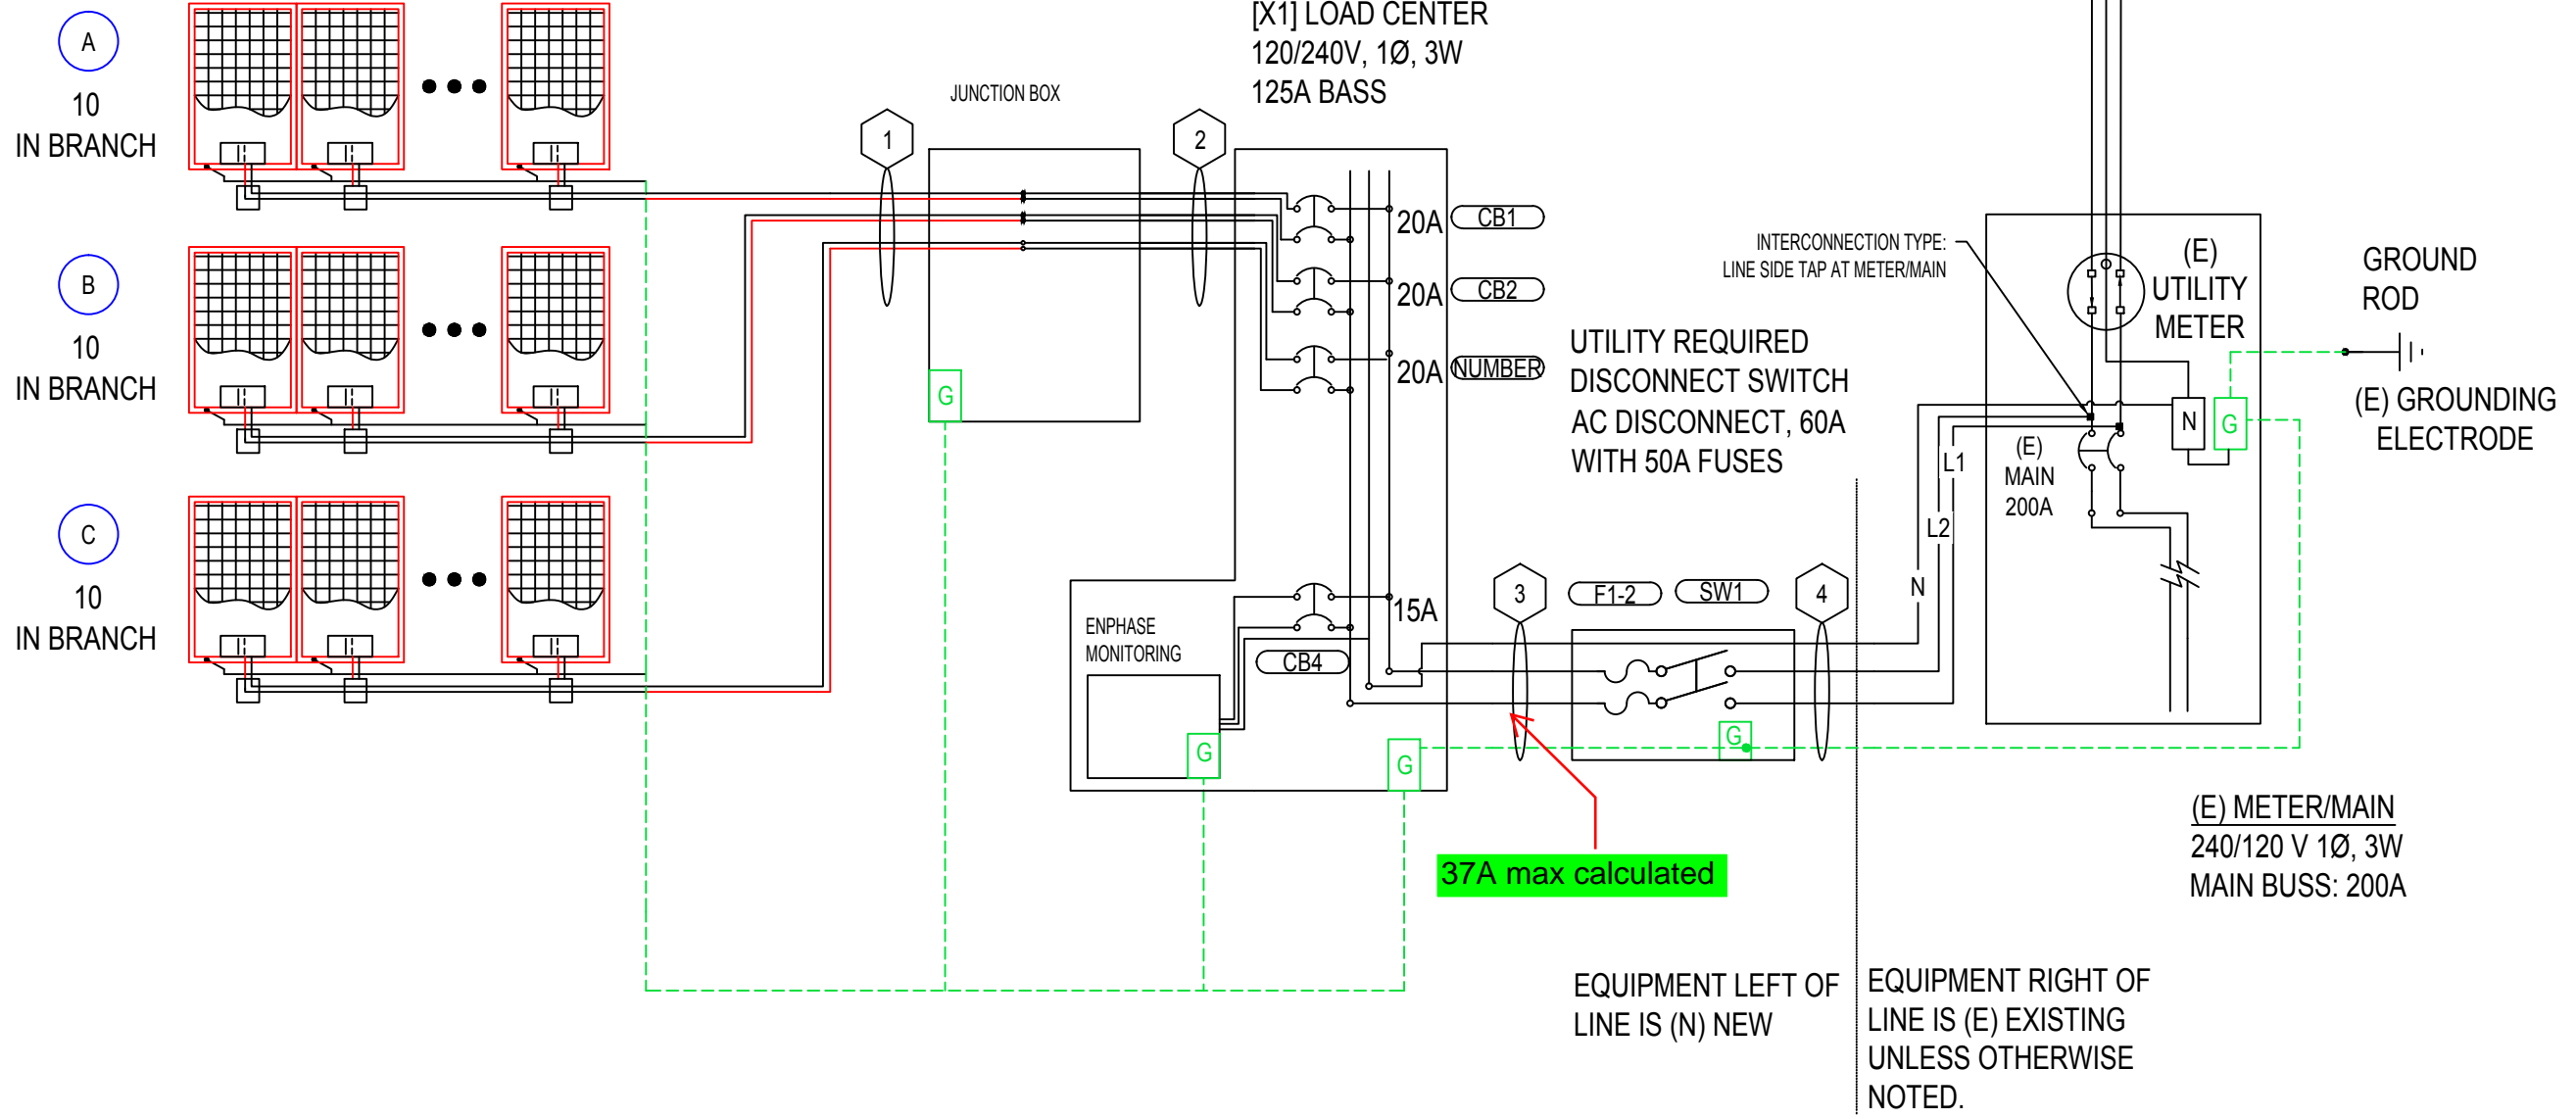 [X1] LOAD CENTER
120/240V, 1Ø, 3W
125A BASS
A
10
IN BRANCH
JUNCTION BOX
1
2
20A
CB1
B
10
IN BRANCH
20A
CB2
20A
NUMBER
G
INTERCONNECTION TYPE:
LINE SIDE TAP AT METER/MAIN
(E)
UTILITY
METER
GROUND
ROD
UTILITY REQUIRED
DISCONNECT SWITCH
AC DISCONNECT, 60A
WITH 50A FUSES
N
G
(E) GROUNDING
ELECTRODE
(E)
MAIN
200A
L1
L2
N
C
10
IN BRANCH
ENPHASE
MONITORING
15A
CB4
3
F1-2
SW1
4
G
G
G
37A max calculated
(E) METER/MAIN
240/120 V 1Ø, 3W
MAIN BUSS: 200A
EQUIPMENT LEFT OF
LINE IS (N) NEW
EQUIPMENT RIGHT OF
LINE IS (E) EXISTING
UNLESS OTHERWISE
NOTED.